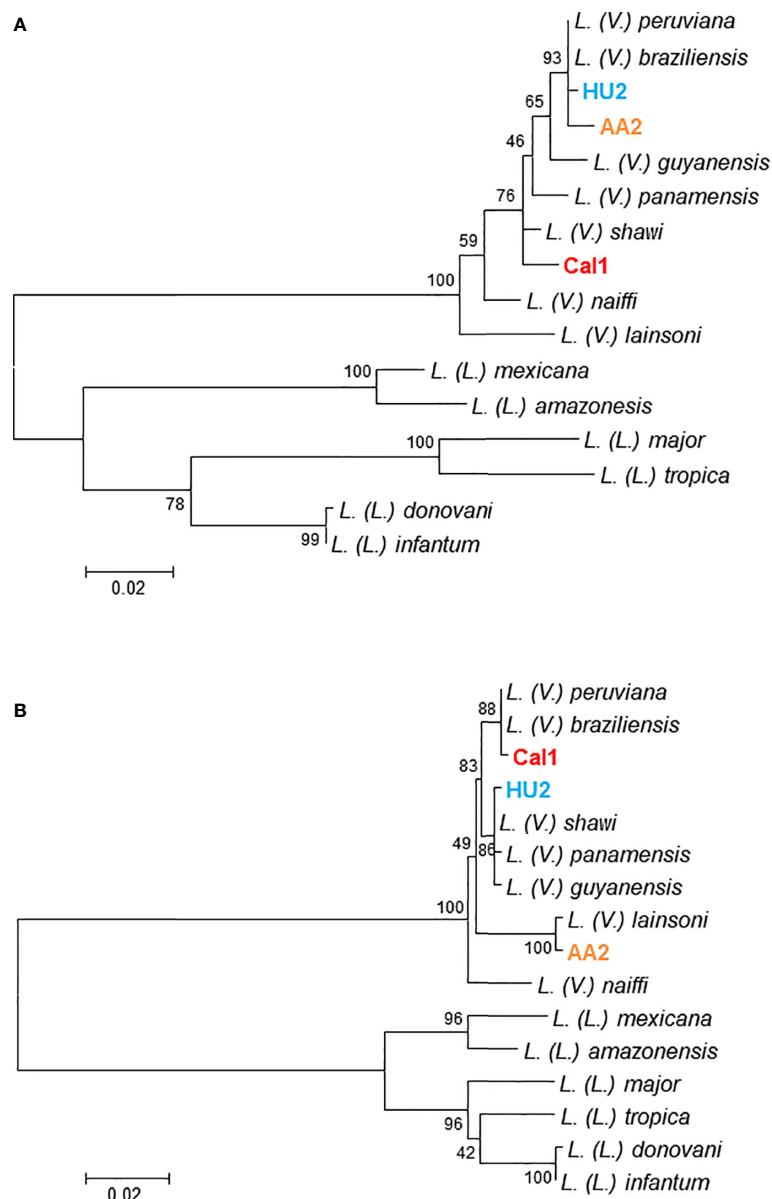 A
L. (V.) peruviana
93
L. (V.) braziliensis
HU2
65
AA2
46
L. (V.) guyanensis
76
L. (V.) panamensis
59
L. (V.) shawi
Cal1
100
L. (V.) naiffi
L. (V.) lainsoni
100
L. (L.) mexicana
L. (L.) amazonesis
100
L. (L.) major
L. (L.) tropica
78
L. (L.) donovani
99
L. (L.) infantum
0.02
B
L. (V.) peruviana
88
L. (V.) braziliensis
Cal1
83
HU2
L. (V.) shawi
49
86
L. (V.) panamensis
L. (V.) guyanensis
100
L. (V.) lainsoni
100
AA2
L. (V.) naiffi
96
L. (L.) mexicana
L. (L.) amazonensis
L. (L.) major
96
L. (L.) tropica
42
L. (L.) donovani
100
L. (L.) infantum
0.02